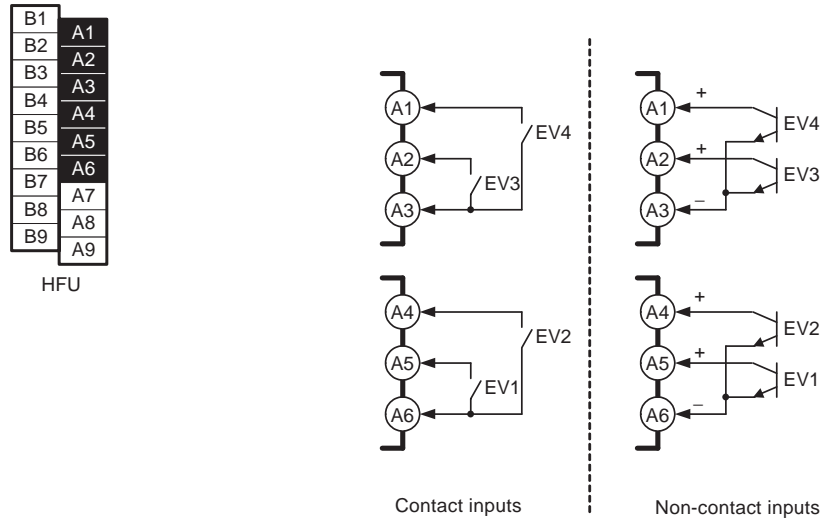 B1
B2
B3
B4
B5
B6
B7
B8
B9
A1
A2
A3
A4
A5
A6
A7
A8
A9
HFU
A1
A2
A3
EV4
EV3
A4
A5
A6
EV2
EV1
Contact inputs
A1
A2
A3
+
+
–
EV4
EV3
A4
A5
A6
+
+
–
EV2
EV1
Non-contact inputs